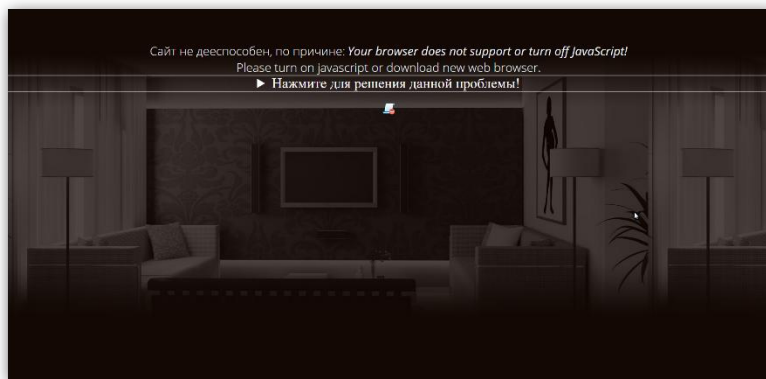 Сайт не дееспособен, по причине: Your browser does not support or turn off JavaScript!
Please turn on javascript or download new web browser.
▶ Нажмите для решения данной проблемы!